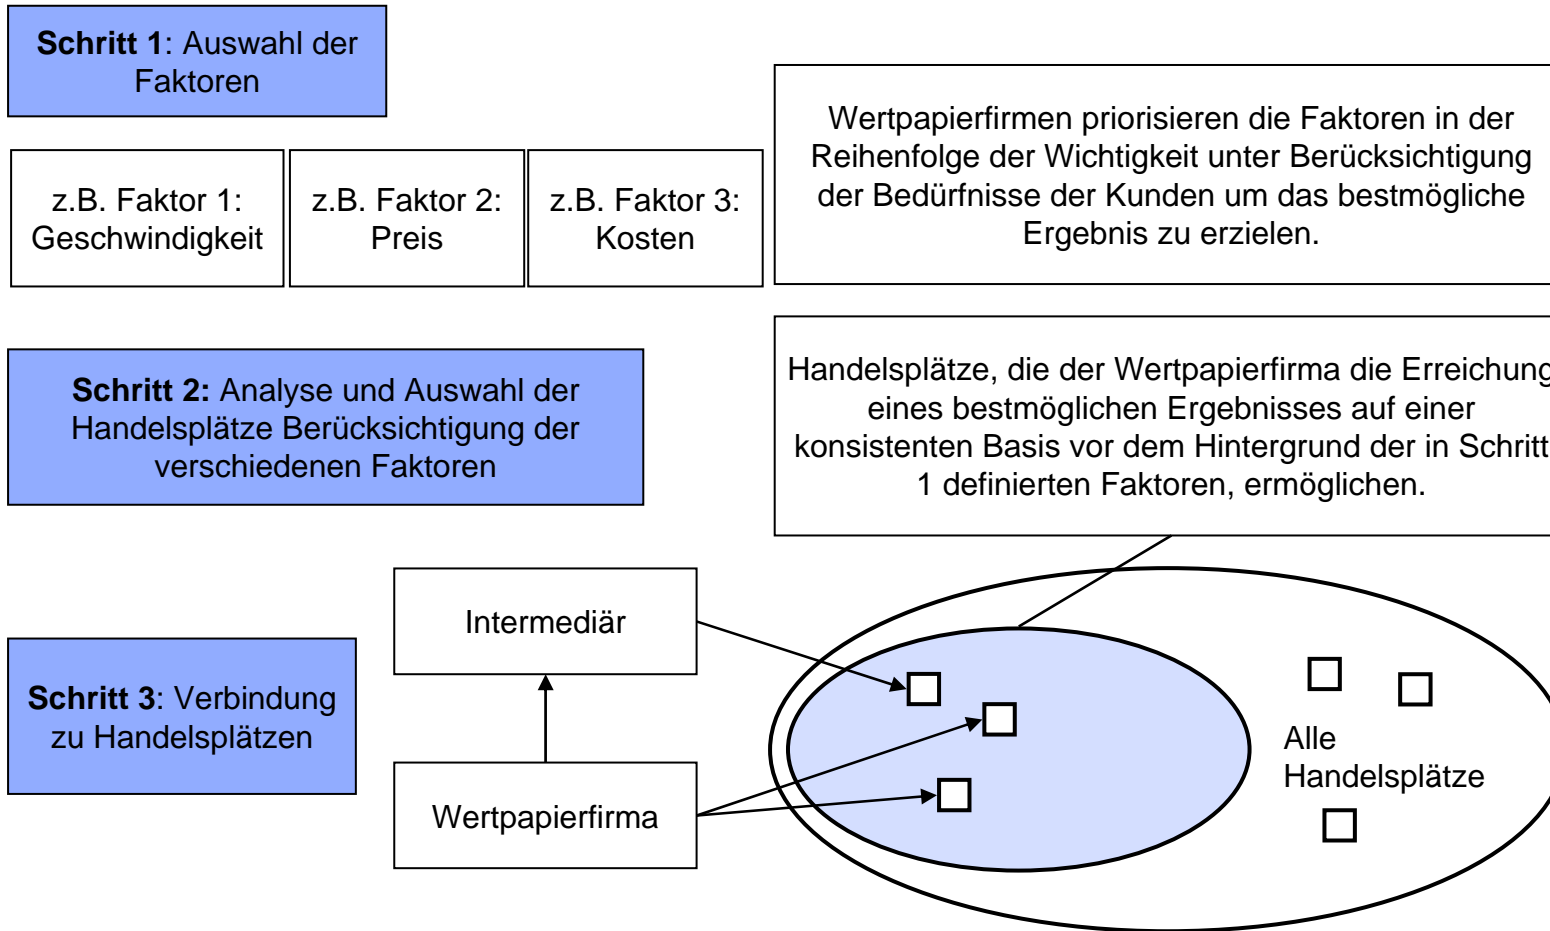 Schritt 1: Auswahl der
Faktoren
z.B. Faktor 1:
Geschwindigkeit
z.B. Faktor 2:
Preis
z.B. Faktor 3:
Kosten
Wertpapierfirmen priorisieren die Faktoren in der
Reihenfolge der Wichtigkeit unter Berücksichtigung
der Bedürfnisse der Kunden um das bestmögliche
Ergebnis zu erzielen.
Schritt 2: Analyse und Auswahl der
Handelsplätze Berücksichtigung der
verschiedenen Faktoren
Handelsplätze, die der Wertpapierfirma die Erreichung
eines bestmöglichen Ergebnisses auf einer
konsistenten Basis vor dem Hintergrund der in Schritt
1 definierten Faktoren, ermöglichen.
Schritt 3: Verbindung
zu Handelsplätzen
Intermediär
Wertpapierfirma
Alle
Handelsplätze